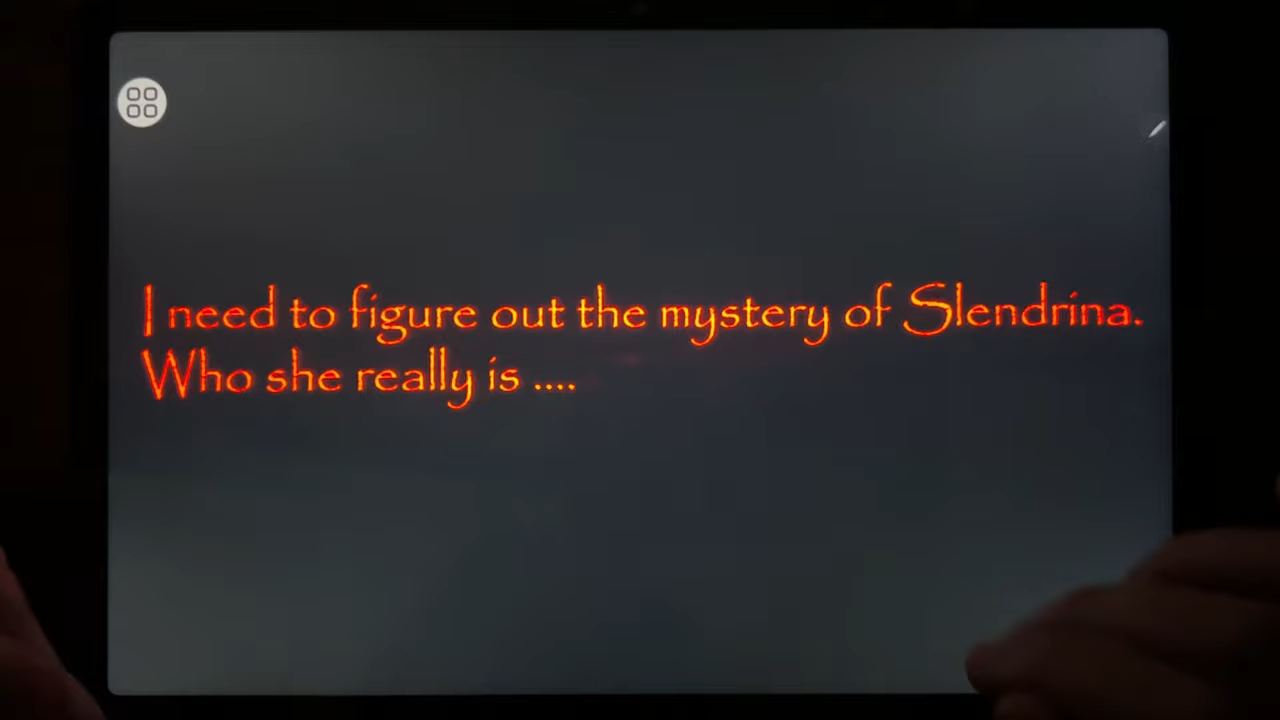 I need to figure out the mystery of Slendrina.
Who she really is ....